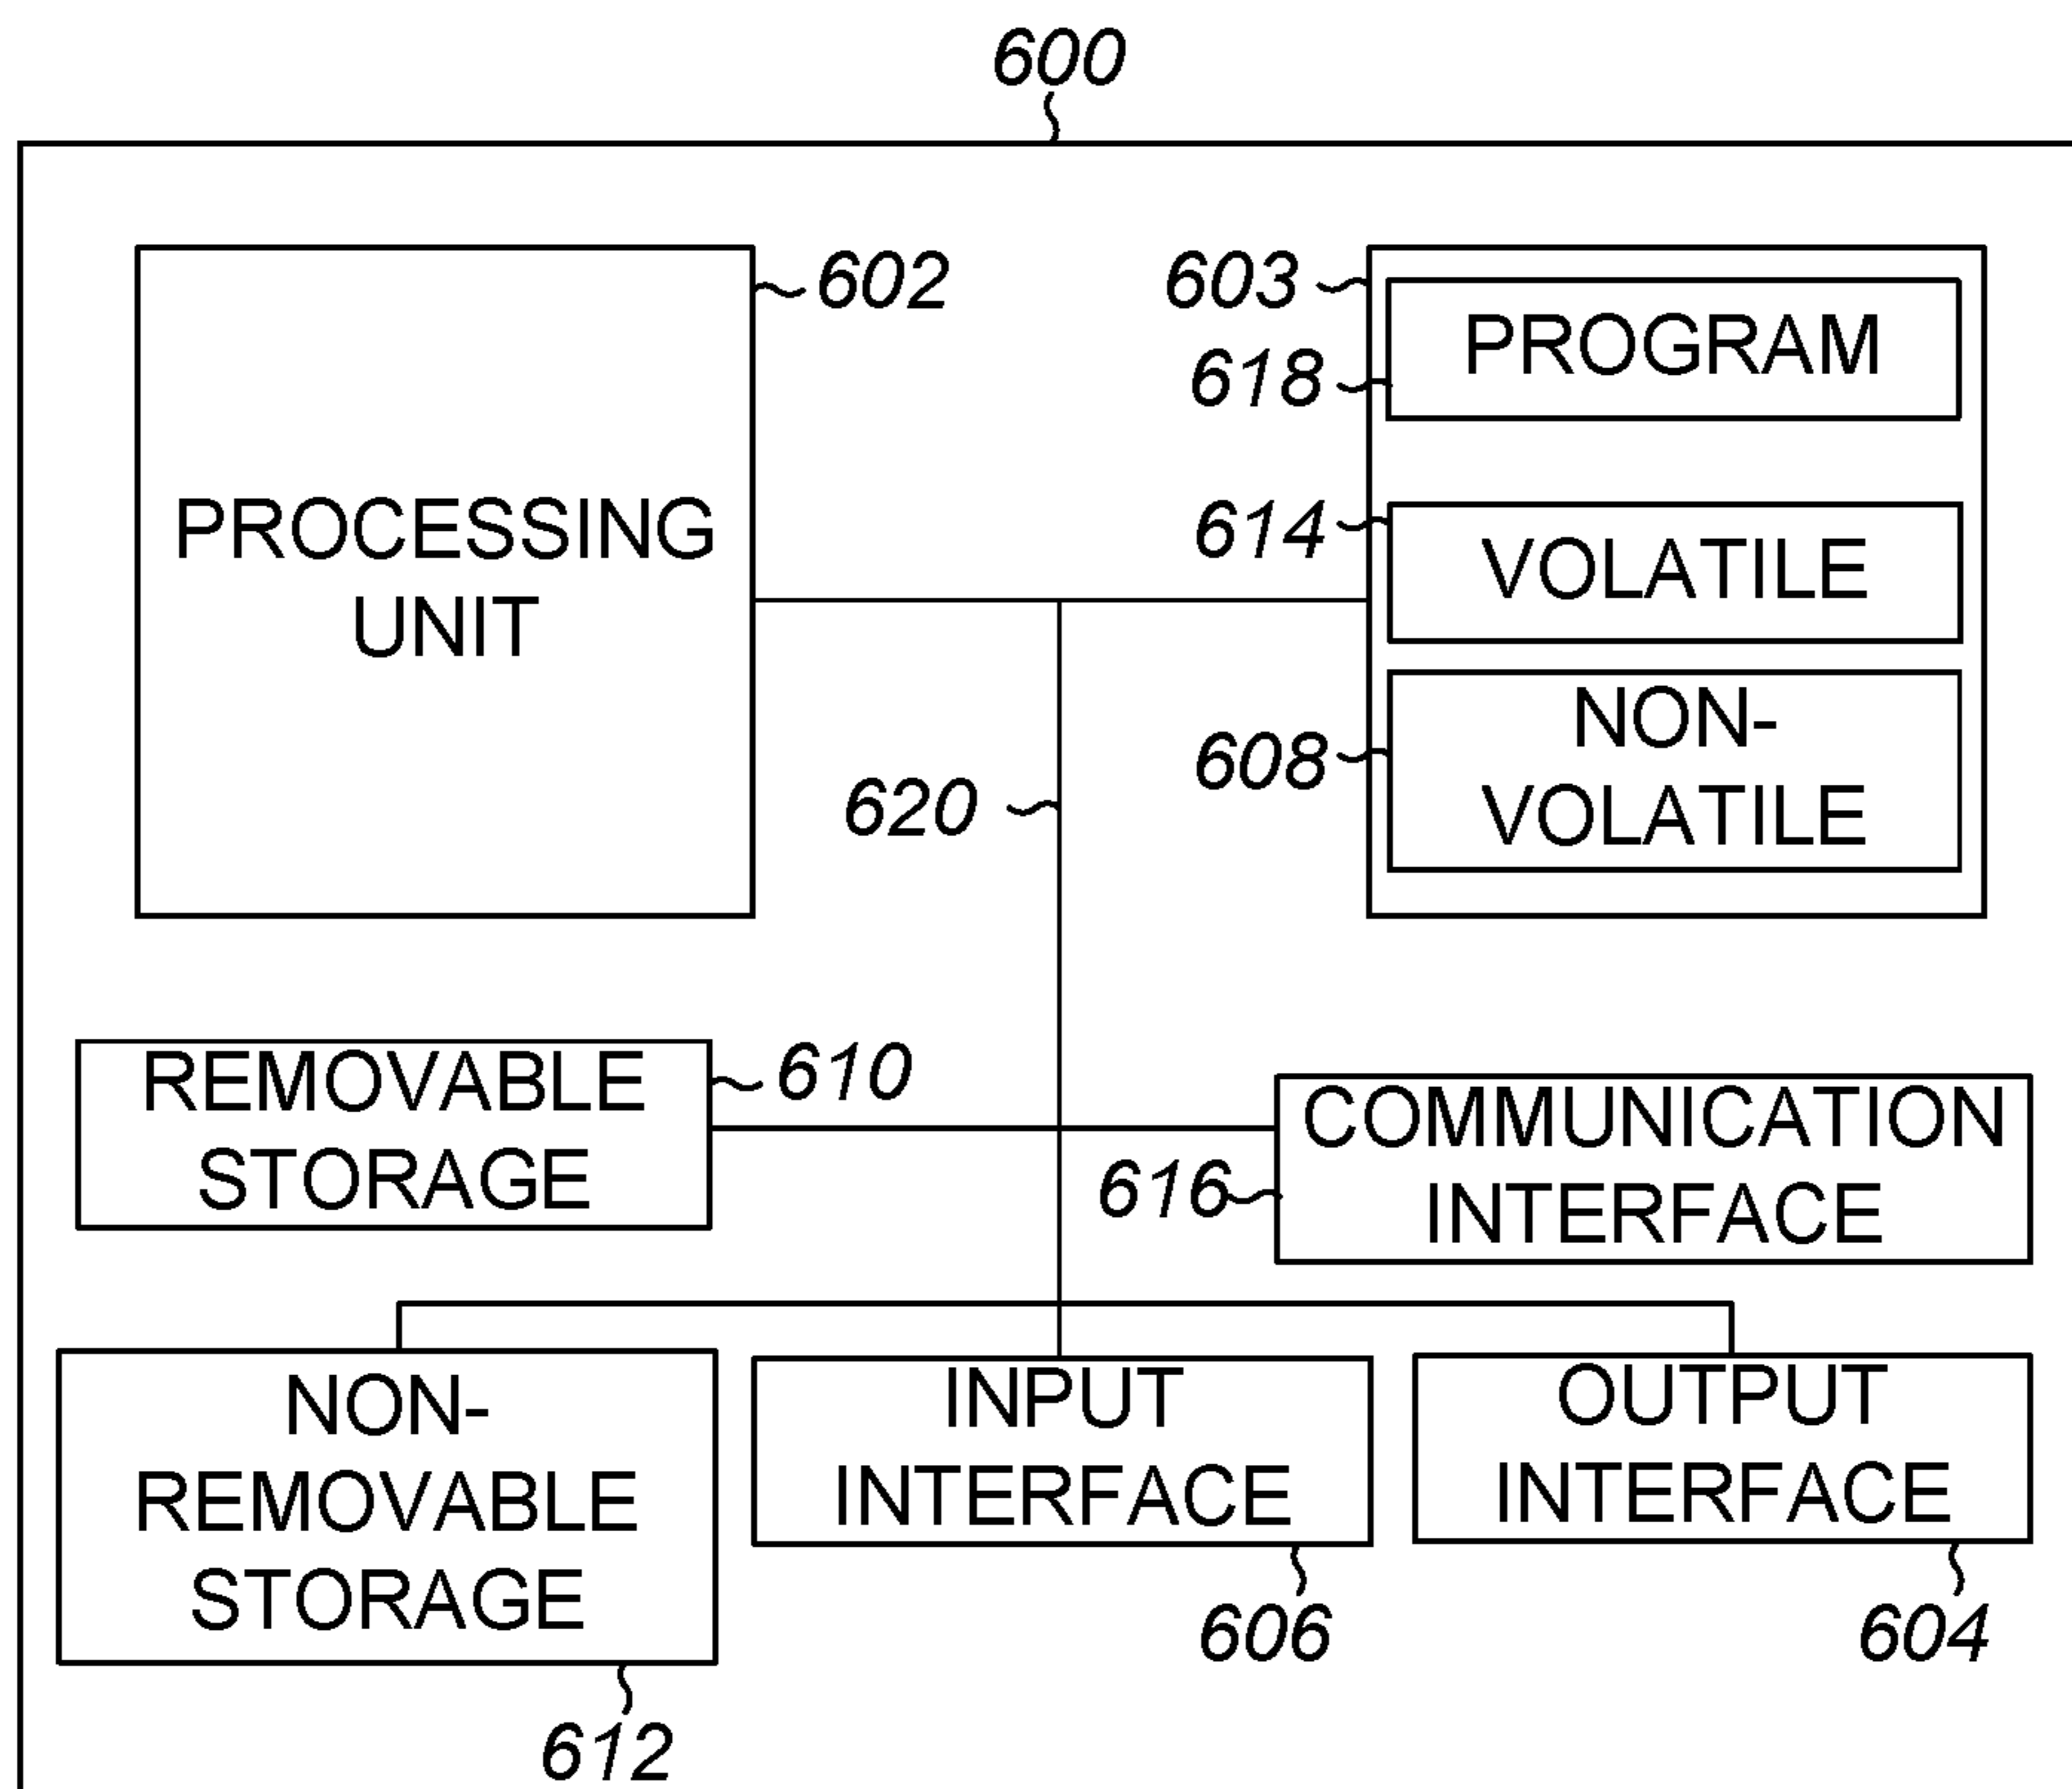 600
602
PROCESSING
UNIT
603
PROGRAM
618
614
VOLATILE
608
NON-
VOLATILE
620
REMOVABLE
STORAGE
610
COMMUNICATION
INTERFACE
616
NON-
REMOVABLE
STORAGE
612
INPUT
INTERFACE
606
OUTPUT
INTERFACE
604